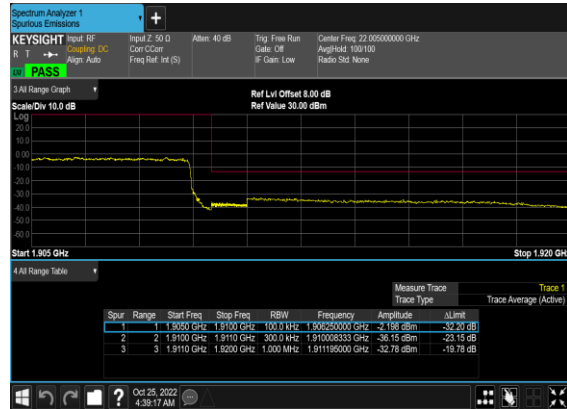 Spectrum Analyzer 1
Spurious Emissions
+
KEYSIGHT Input: RF Input Z: 50 Ω Atten: 40 dB Trig: Free Run Center Freq: 22.005000000 GHz
R T Coupling: DC Corr CCorr Gate: Off Avg|Hold: 100/100
Align: Auto Freq Ref: Int (S) IF Gain: Low Radio Std: None
LW PASS
3 All Range Graph
Ref Lvl Offset 8.00 dB
Scale/Div 10.0 dB Ref Value 30.00 dBm
Log
20.0
10.0
0.00
-10.0
-20.0
-30.0
-40.0
-50.0
-60.0
Start 1.905 GHz Stop 1.920 GH
4 All Range Table
Measure Trace Trace 1
Trace Type Trace Average (Active)
Spur Range Start Freq Stop Freq RBW Frequency Amplitude ΔLimit
1 1 1.9050 GHz 1.9100 GHz 100.0 kHz 1.906250000 GHz -2.198 dBm -32.20 dB
2 2 1.9100 GHz 1.9110 GHz 300.0 kHz 1.910008333 GHz -36.15 dBm -23.15 dB
3 3 1.9110 GHz 1.9200 GHz 1.000 MHz 1.911195000 GHz -32.78 dBm -19.78 dB
? Oct 25, 2022
4:39:17 AM